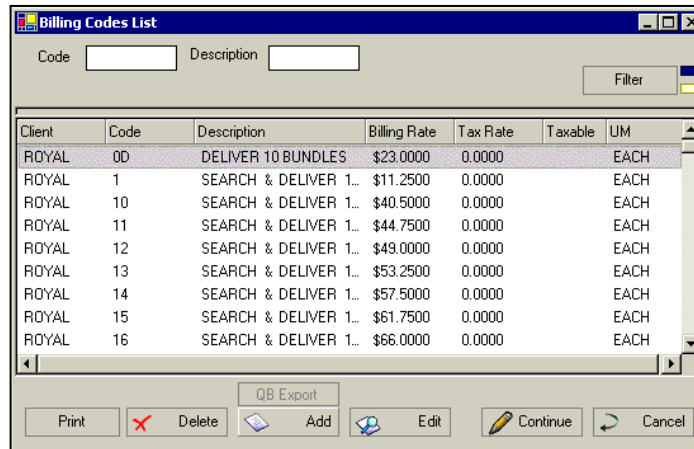 Billing Codes List
Code Description
Filter
Client Code Description Billing Rate Tax Rate Taxable UM
ROYAL 0D DELIVER 10 BUNDLES $23.0000 0.0000 EACH
ROYAL 1 SEARCH & DELIVER 1... $11.2500 0.0000 EACH
ROYAL 10 SEARCH & DELIVER 1... $40.5000 0.0000 EACH
ROYAL 11 SEARCH & DELIVER 1... $44.7500 0.0000 EACH
ROYAL 12 SEARCH & DELIVER 1... $49.0000 0.0000 EACH
ROYAL 13 SEARCH & DELIVER 1... $53.2500 0.0000 EACH
ROYAL 14 SEARCH & DELIVER 1... $57.5000 0.0000 EACH
ROYAL 15 SEARCH & DELIVER 1... $61.7500 0.0000 EACH
ROYAL 16 SEARCH & DELIVER 1... $66.0000 0.0000 EACH
QB Export
Print Delete Add Edit Continue Cancel